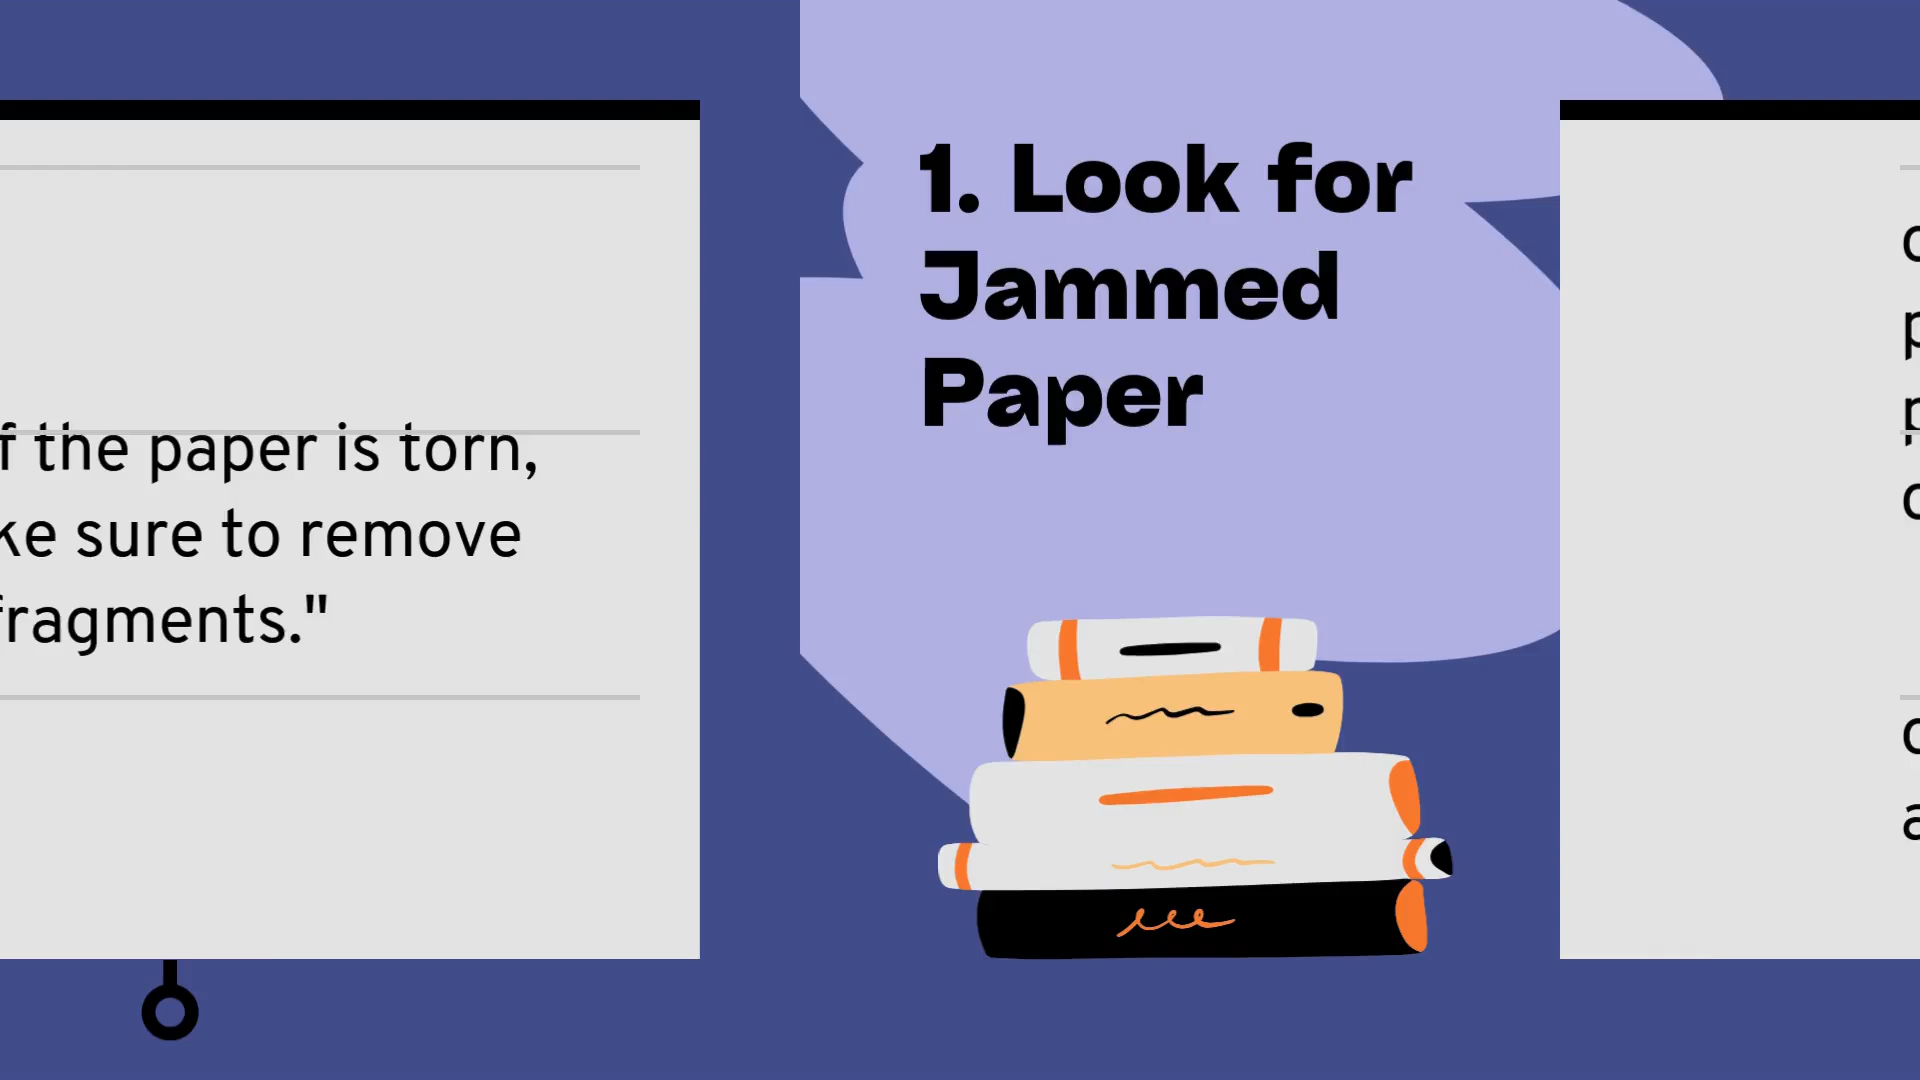 f the paper is torn,
ke sure to remove
fragments."
1. Look for
Jammed
Paper